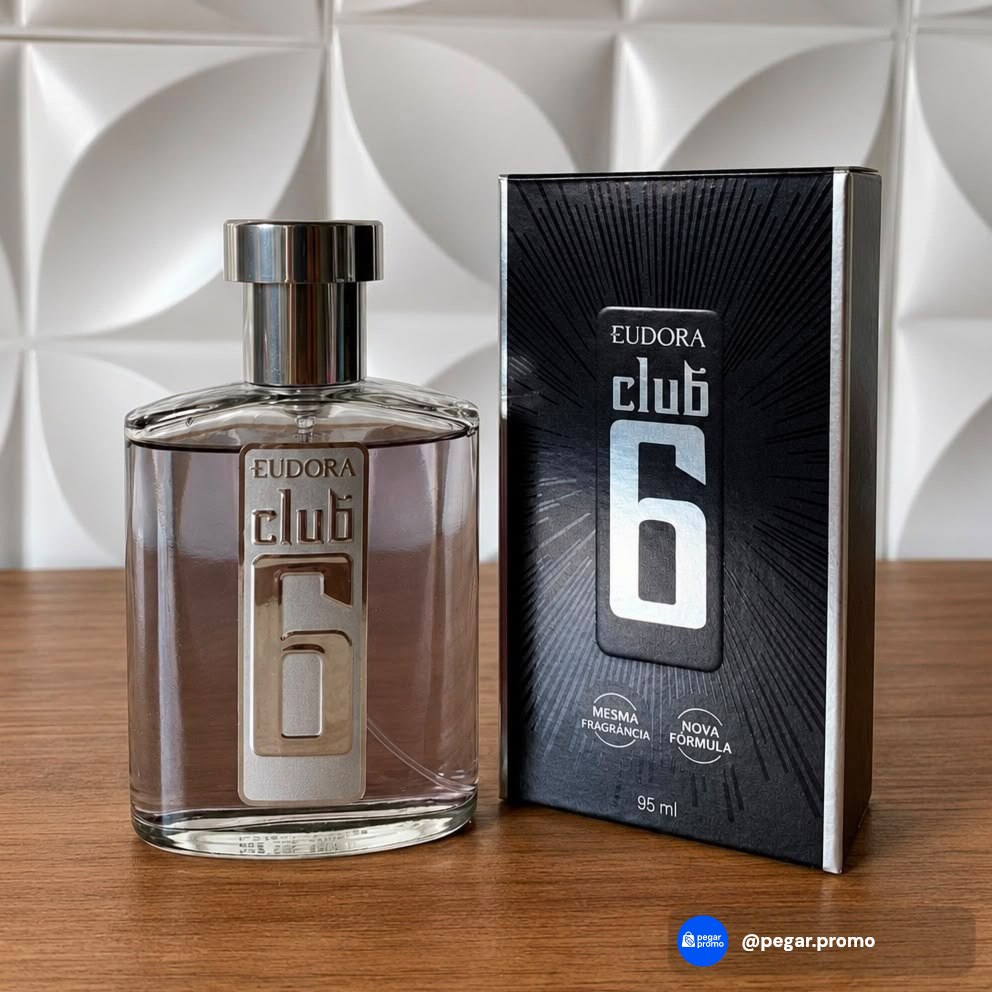 EUDORA
club
6
EUDORA
club
6
MESMA
FRAGRÂNCIA
NOVA
FÓRMULA
95 ml
pegar
promo
@pegar.promo